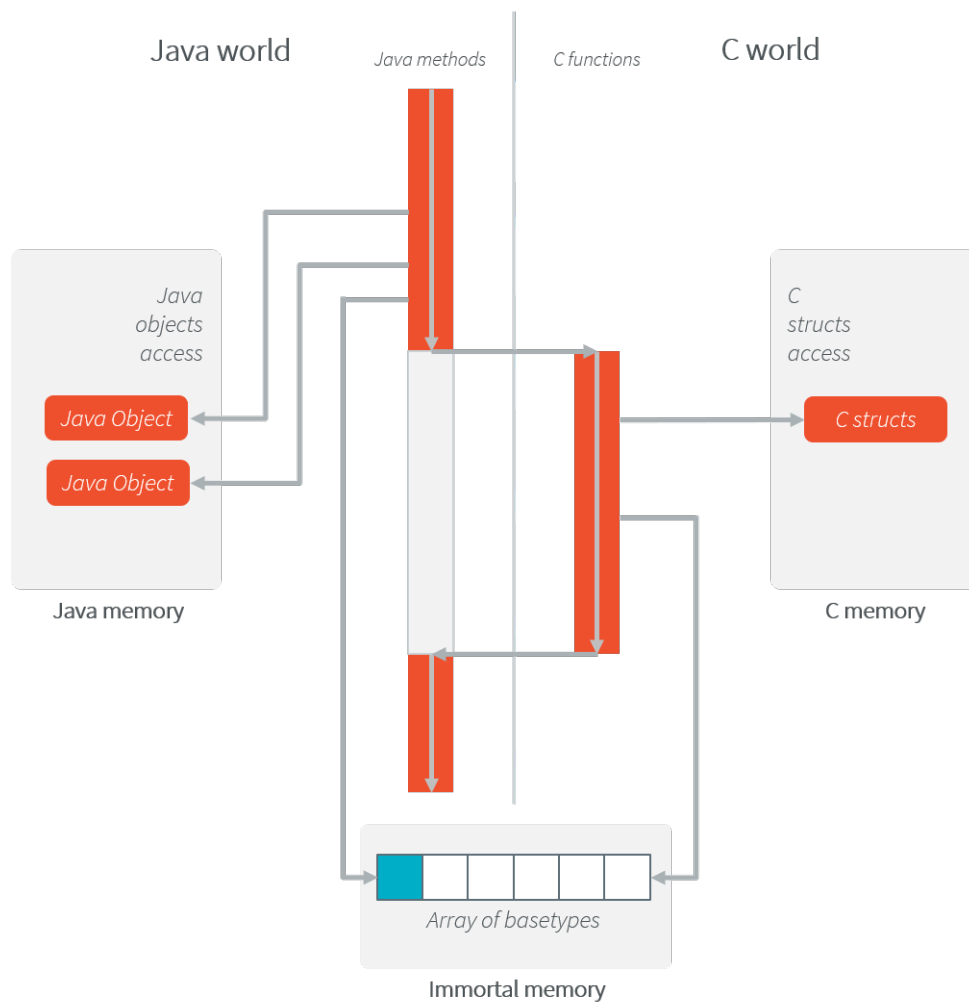 Java world
Java methods
C functions
C world
Java
objects
access
Java Object
Java Object
Java memory
C
structs
access
C structs
C memory
Array of basetypes
Immortal memory